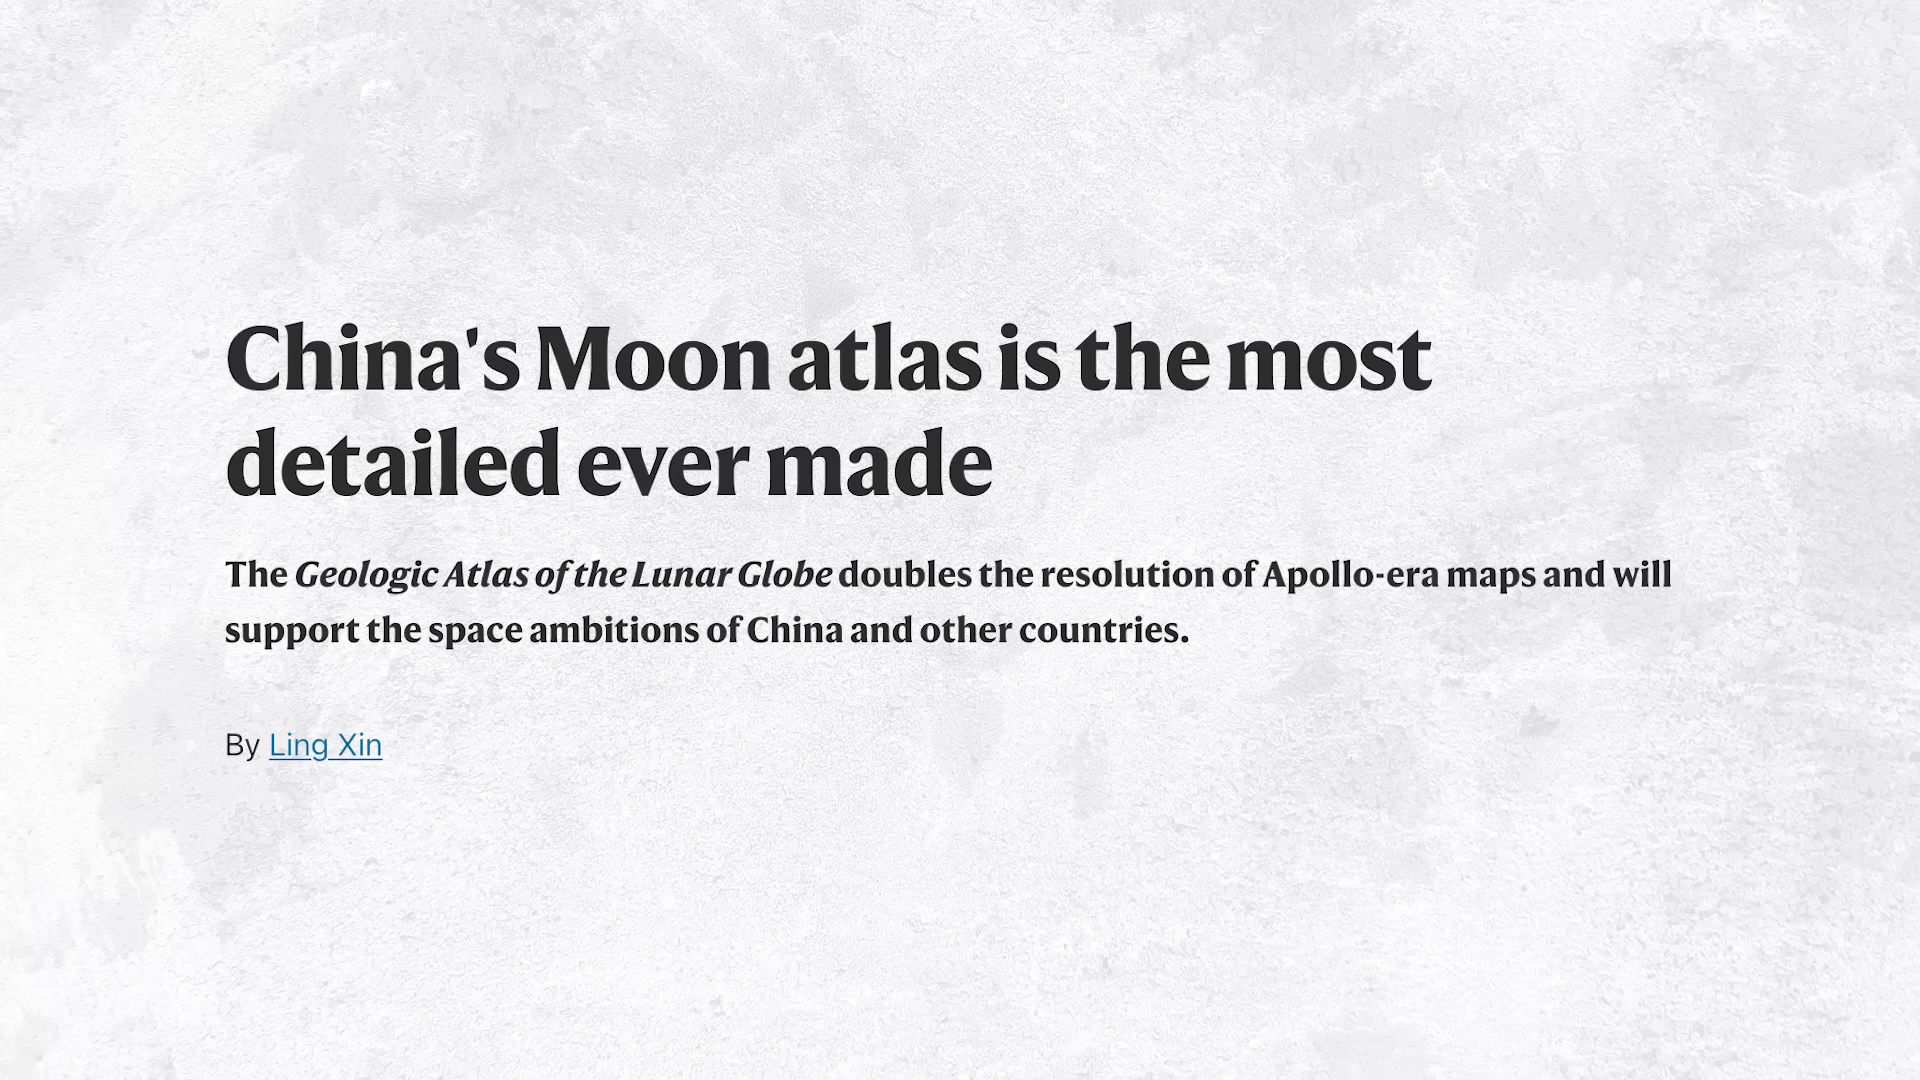 China's Moon atlas is the most
detailed ever made
The Geologic Atlas of the Lunar Globe doubles the resolution of Apollo-era maps and will
support the space ambitions of China and other countries.
By Ling Xin